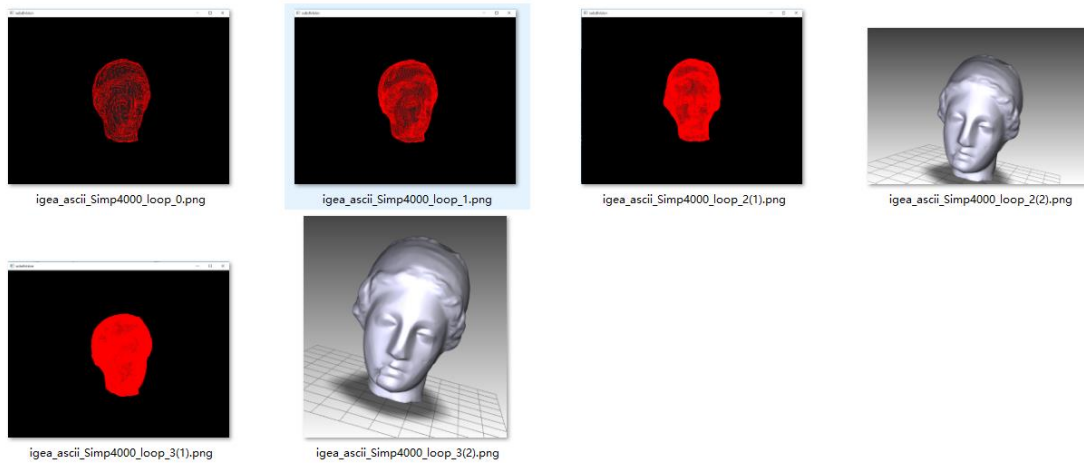 igea_ascii_Simp4000_loop_0.png
igea_ascii_Simp4000_loop_1.png
igea_ascii_Simp4000_loop_2(1).png
igea_ascii_Simp4000_loop_2(2).png
igea_ascii_Simp4000_loop_3(1).png
igea_ascii_Simp4000_loop_3(2).png